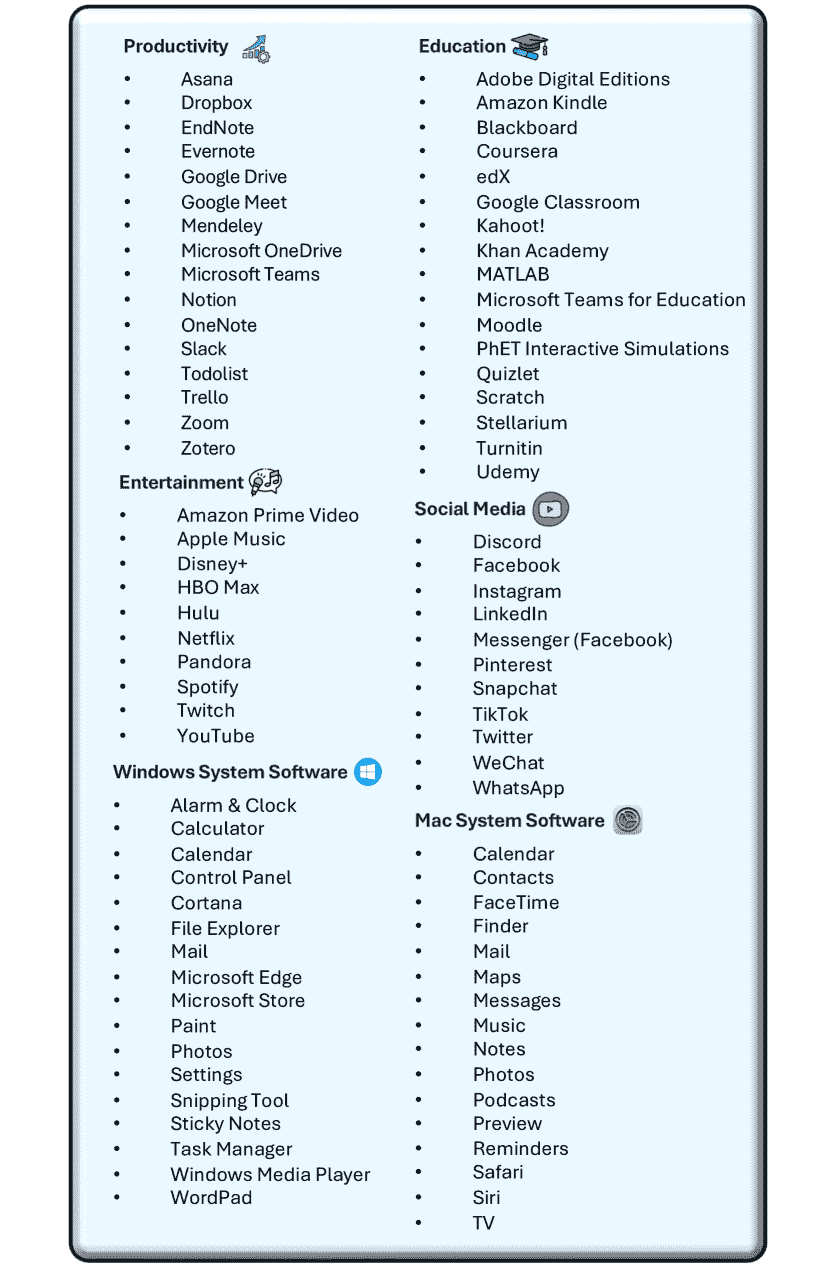 Productivity
• Asana
• Dropbox
• EndNote
• Evernote
• Google Drive
• Google Meet
• Mendeley
• Microsoft OneDrive
• Microsoft Teams
• Notion
• OneNote
• Slack
• Todolist
• Trello
• Zoom
• Zotero
Entertainment
• Amazon Prime Video
• Apple Music
• Disney+
• HBO Max
• Hulu
• Netflix
• Pandora
• Spotify
• Twitch
• YouTube
Windows System Software
• Alarm & Clock
• Calculator
• Calendar
• Control Panel
• Cortana
• File Explorer
• Mail
• Microsoft Edge
• Microsoft Store
• Paint
• Photos
• Settings
• Snipping Tool
• Sticky Notes
• Task Manager
• Windows Media Player
• WordPad
Education
• Adobe Digital Editions
• Amazon Kindle
• Blackboard
• Coursera
• edX
• Google Classroom
• Kahoot!
• Khan Academy
• MATLAB
• Microsoft Teams for Education
• Moodle
• PhET Interactive Simulations
• Quizlet
• Scratch
• Stellarium
• Turnitin
• Udemy
Social Media
• Discord
• Facebook
• Instagram
• LinkedIn
• Messenger (Facebook)
• Pinterest
• Snapchat
• TikTok
• Twitter
• WeChat
• WhatsApp
Mac System Software
• Calendar
• Contacts
• FaceTime
• Finder
• Mail
• Maps
• Messages
• Music
• Notes
• Photos
• Podcasts
• Preview
• Reminders
• Safari
• Siri
• TV